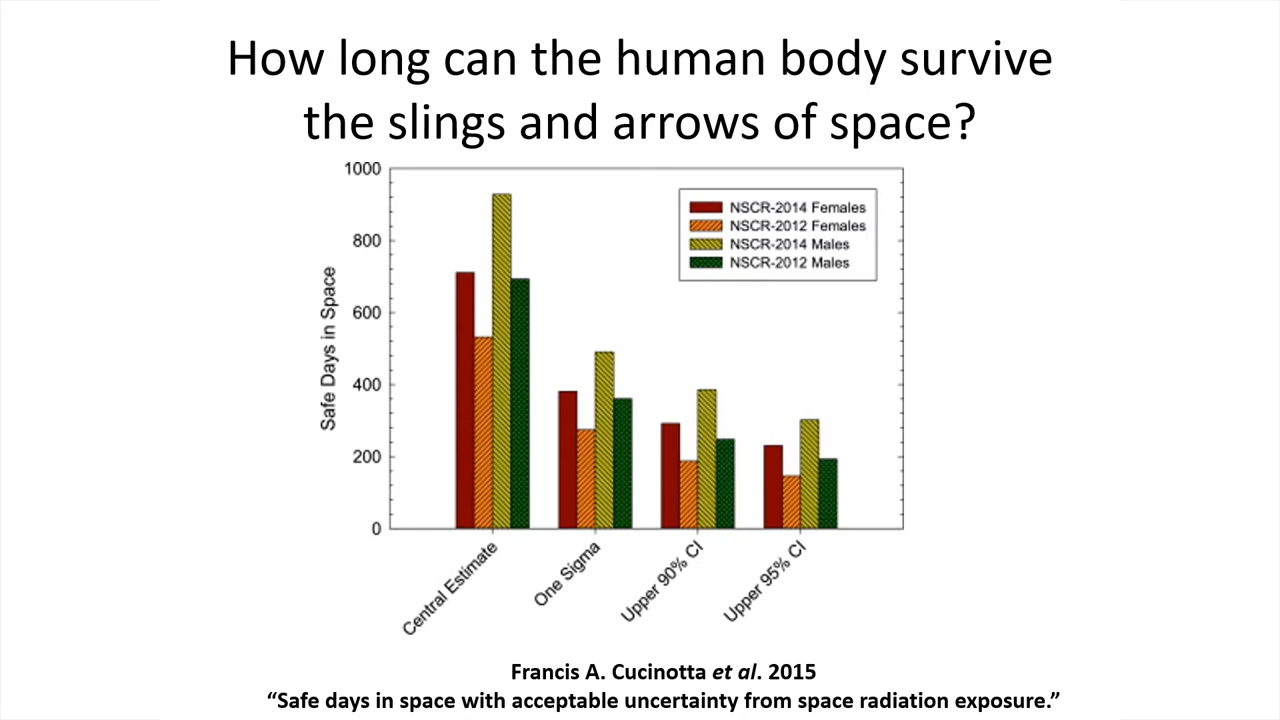 How long can the human body survive
the slings and arrows of space?
1000
800
600
400
200
0
Safe Days in Space
NSCR-2014 Females
NSCR-2012 Females
NSCR-2014 Males
NSCR-2012 Males
Central Estimate
One Sigma
Upper 90% CI
Upper 95% CI
Francis A. Cucinotta et al. 2015
“Safe days in space with acceptable uncertainty from space radiation exposure.”